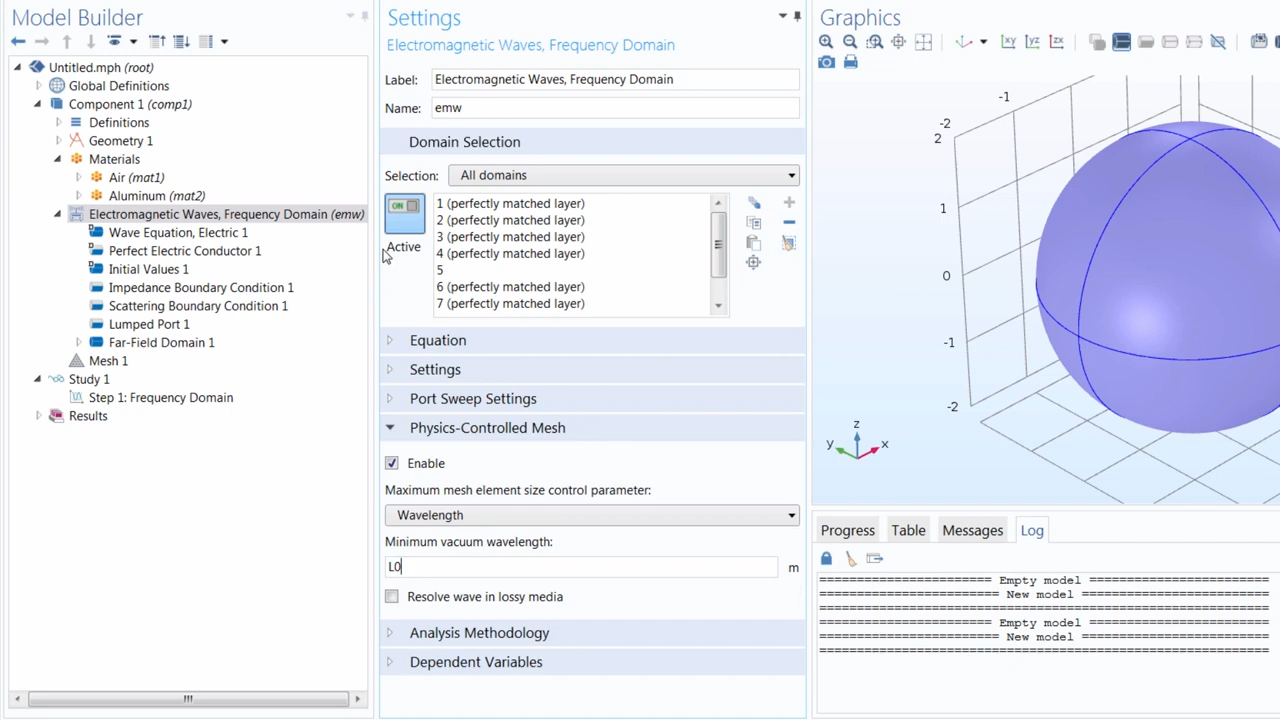 Model Builder
Untitled.mph (root)
Global Definitions
Component 1 (comp1)
Definitions
Geometry 1
Materials
Air (mat1)
Aluminum (mat2)
Electromagnetic Waves, Frequency Domain (emw)
Wave Equation, Electric 1
Perfect Electric Conductor 1
Initial Values 1
Impedance Boundary Condition 1
Scattering Boundary Condition 1
Lumped Port 1
Far-Field Domain 1
Mesh 1
Study 1
Step 1: Frequency Domain
Results
Settings
Electromagnetic Waves, Frequency Domain
Label: Electromagnetic Waves, Frequency Domain
Name: emw
Domain Selection
Selection: All domains
ON
Active
1 (perfectly matched layer)
2 (perfectly matched layer)
3 (perfectly matched layer)
4 (perfectly matched layer)
5
6 (perfectly matched layer)
7 (perfectly matched layer)
Equation
Settings
Port Sweep Settings
Physics-Controlled Mesh
Enable
Maximum mesh element size control parameter:
Wavelength
Minimum vacuum wavelength:
L0 m
Resolve wave in lossy media
Analysis Methodology
Dependent Variables
Graphics
xy yz zx
-1
-2
2
1
0
-1
-2
z
y x
Progress Table Messages Log
======================= Empty model =========================
======================= New model =========================
============================================================
======================= Empty model =========================
======================= New model =========================
============================================================